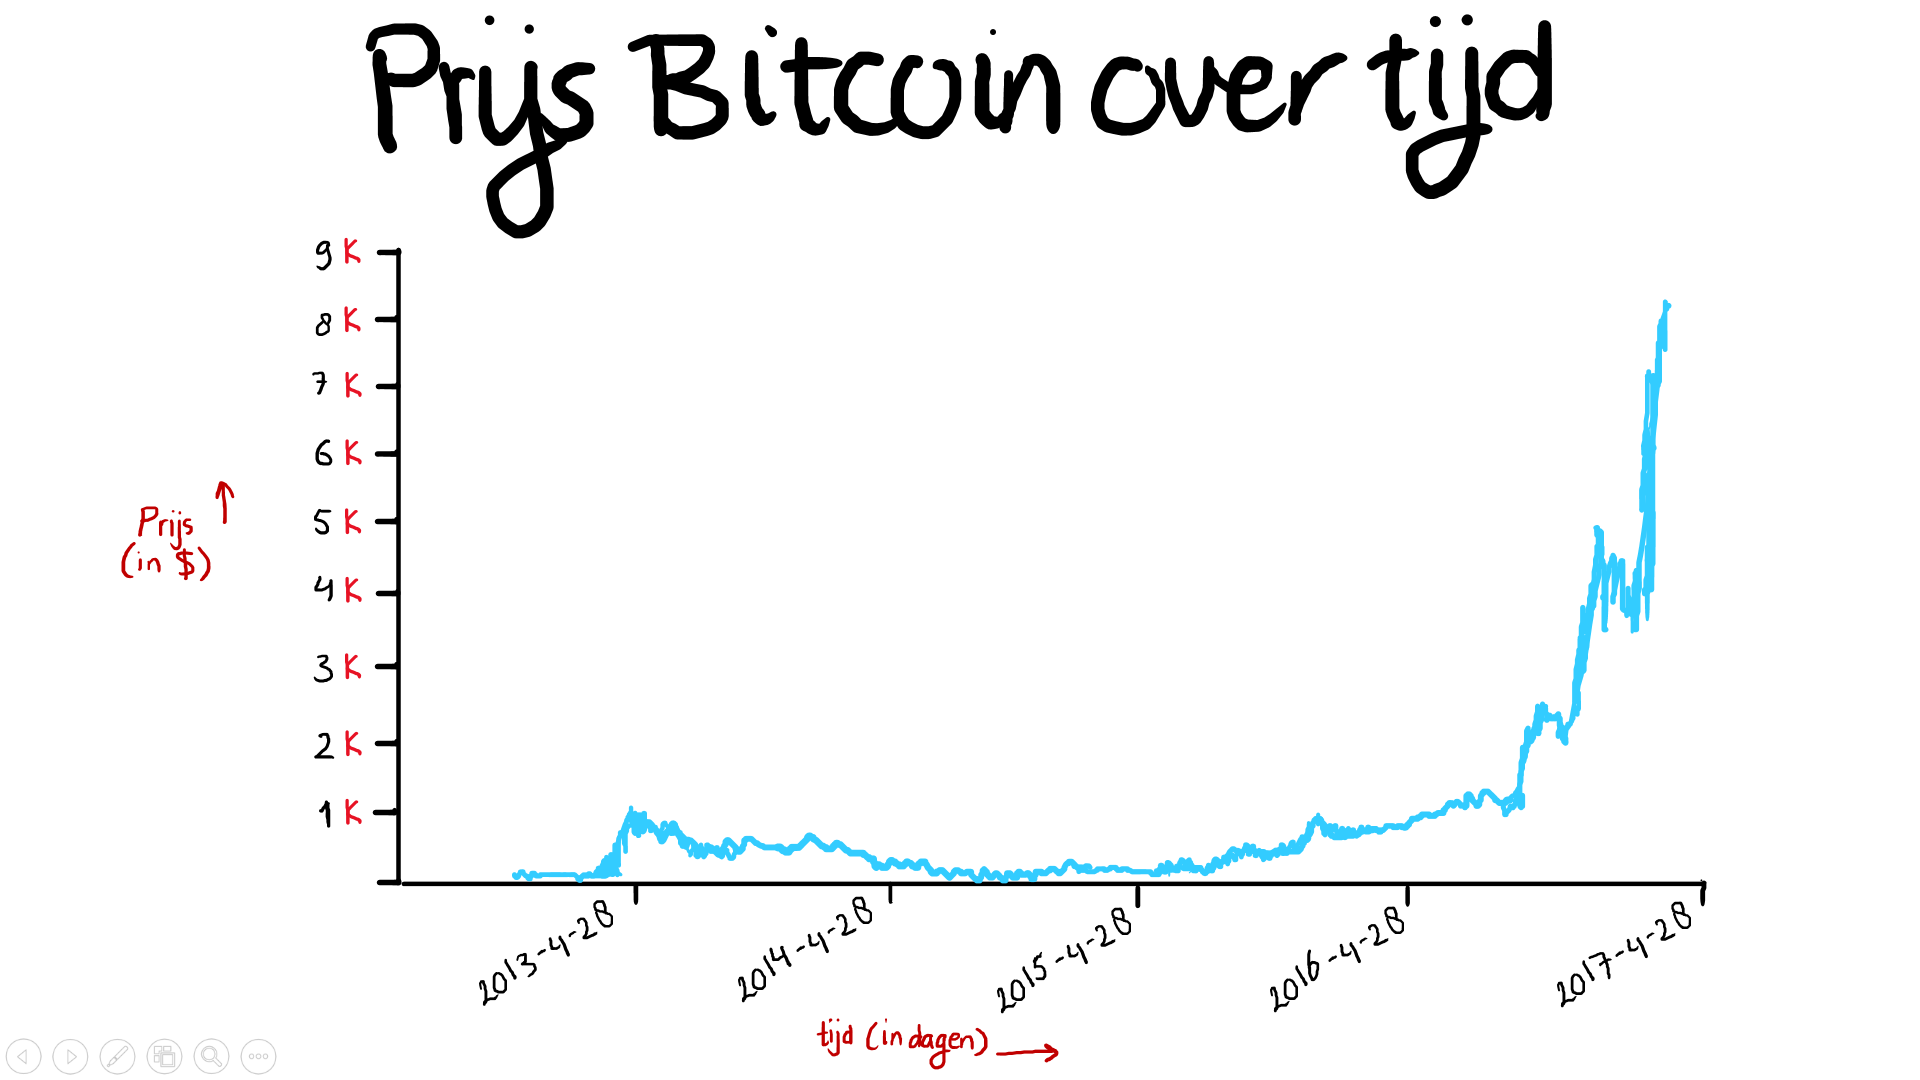 Prijs Bitcoin over tijd
9 K
8 K
7 K
6 K
5 K
4 K
3 K
2 K
1 K
Prijs ↑
(in $)
2013-4-28
2014-4-28
2015-4-28
2016-4-28
2017-4-28
tijd (in dagen) →